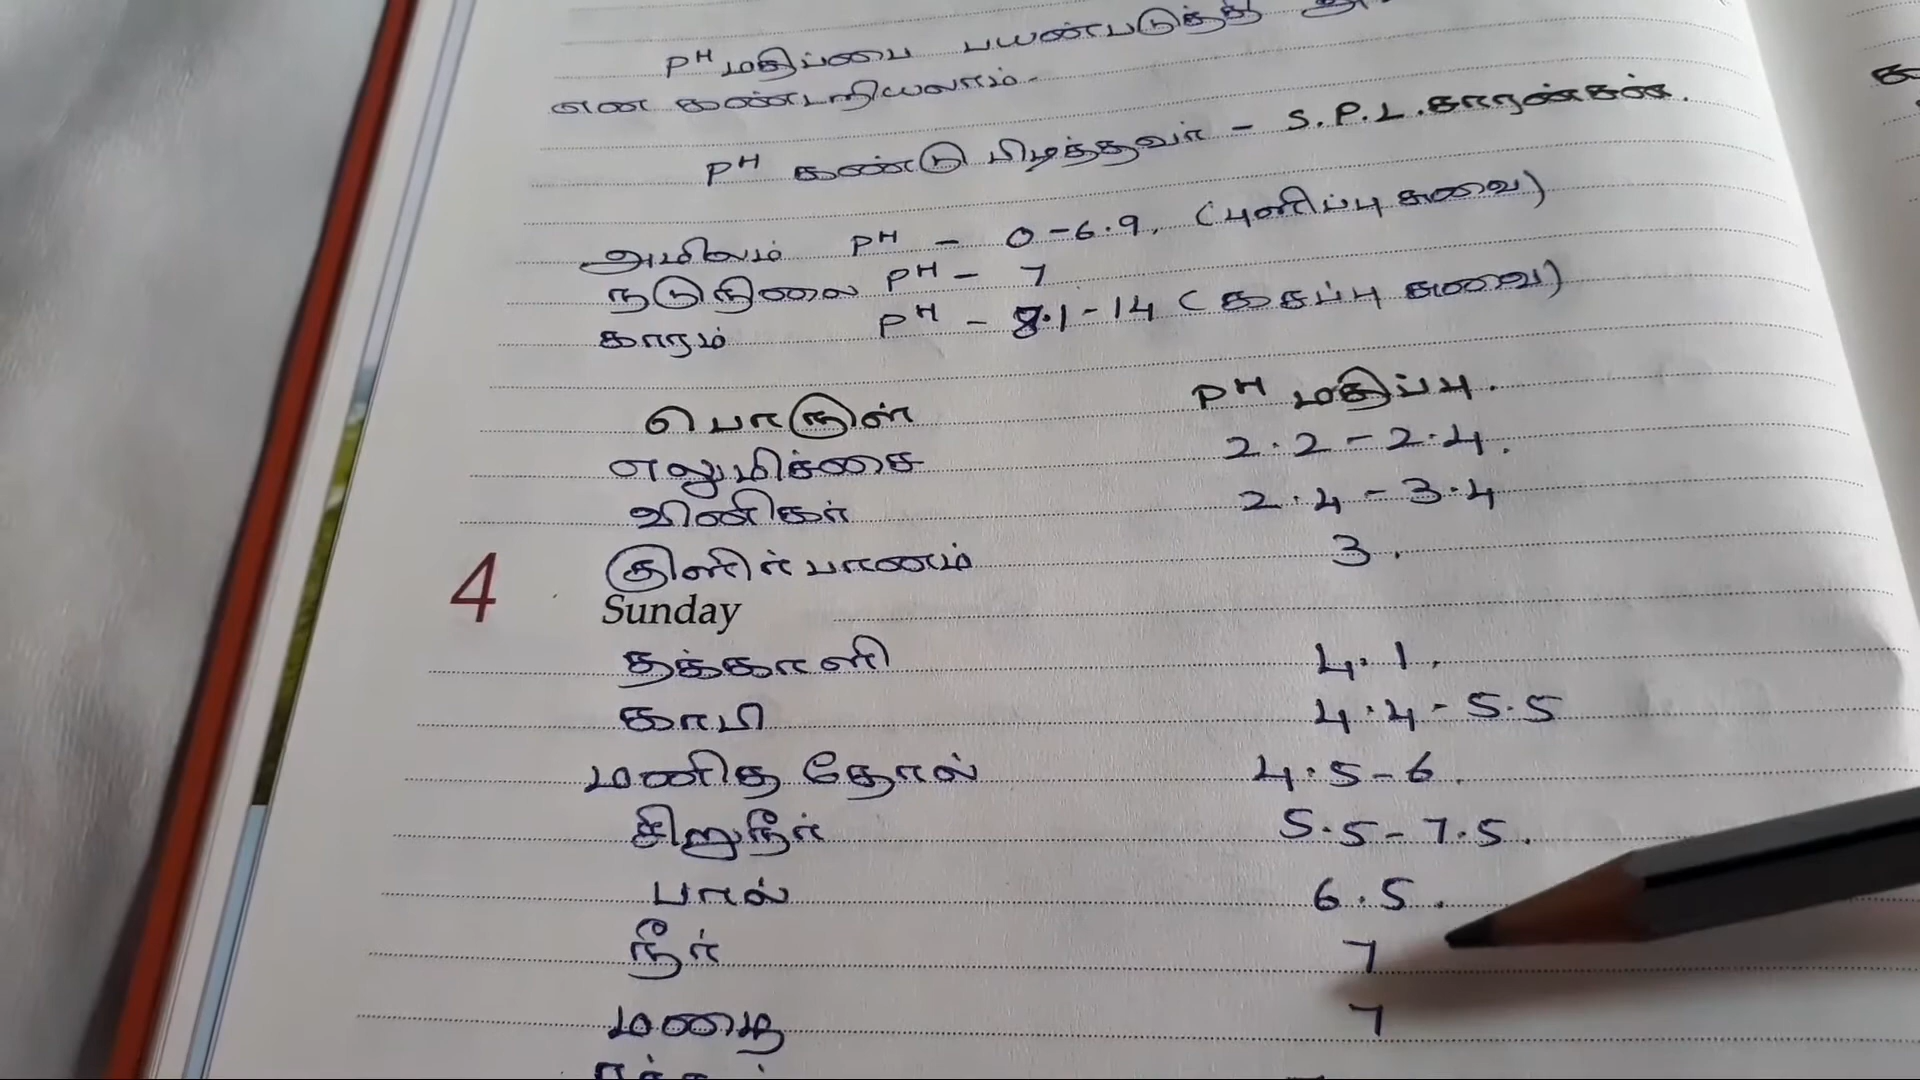 PH மதிப்பை பயன்படுத்தி
என கண்டறியலாம்.
PH கண்டு பிடித்தவர் - S.P.L.சாரன்சன்.
அமிலம் PH - 0-6.9. (புளிப்பு சுவை)
நடுநிலை PH - 7
காரம் PH - 8.1-14 (கசப்பு சுவை)
பொருள் PH மதிப்பு.
எலுமிச்சை 2.2-2.4.
வினிகர் 2.4-3.4
குளிர்பானம் 3.
4 Sunday
தக்காளி 4.1.
காபி 4.4-5.5
மனித தோல் 4.5-6.
சிறுநீர் 5.5-7.5.
பால் 6.5.
நீர் 7
மழை 7